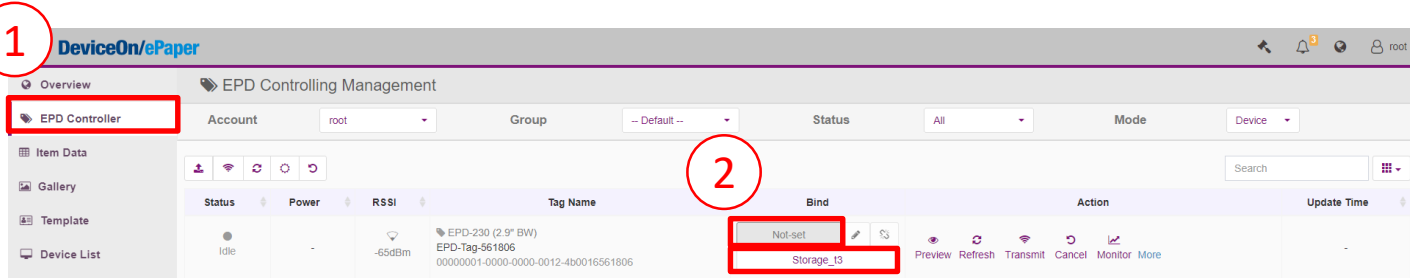 1
DeviceOn/ePaper
3
root
Overview
EPD Controlling Management
EPD Controller
Account
root
Group
-- Default --
Status
All
Mode
Device
Item Data
Gallery
2
Search
Status
Power
RSSI
Tag Name
Bind
Action
Update Time
Template
Device List
Idle
-
-65dBm
EPD-230 (2.9" BW)
EPD-Tag-561806
00000001-0000-0000-0012-4b0016561806
Not-set
Storage_t3
Preview
Refresh
Transmit
Cancel
Monitor
More
-